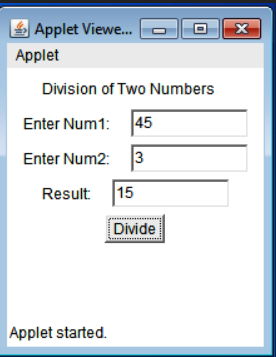 Applet Viewe...
Applet
Division of Two Numbers
Enter Num1: 45
Enter Num2: 3
Result: 15
Divide
Applet started.